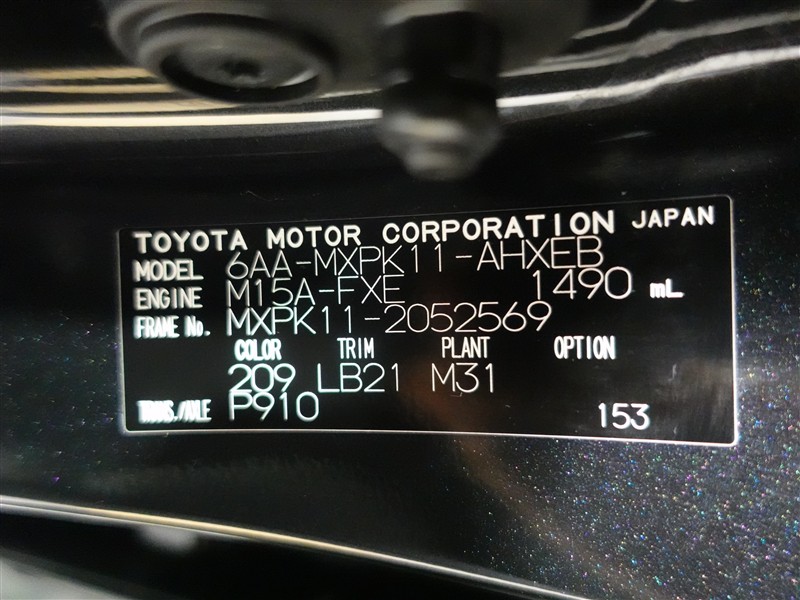 TOYOTA MOTOR CORPORATION JAPAN
MODEL 6AA-MXPK11-AHXEB
ENGINE M15A-FXE 1490 mL
FRAME No. MXPK11-2052569
COLOR TRIM PLANT OPTION
209 LB21 M31
TRANS./AXLE P910 153